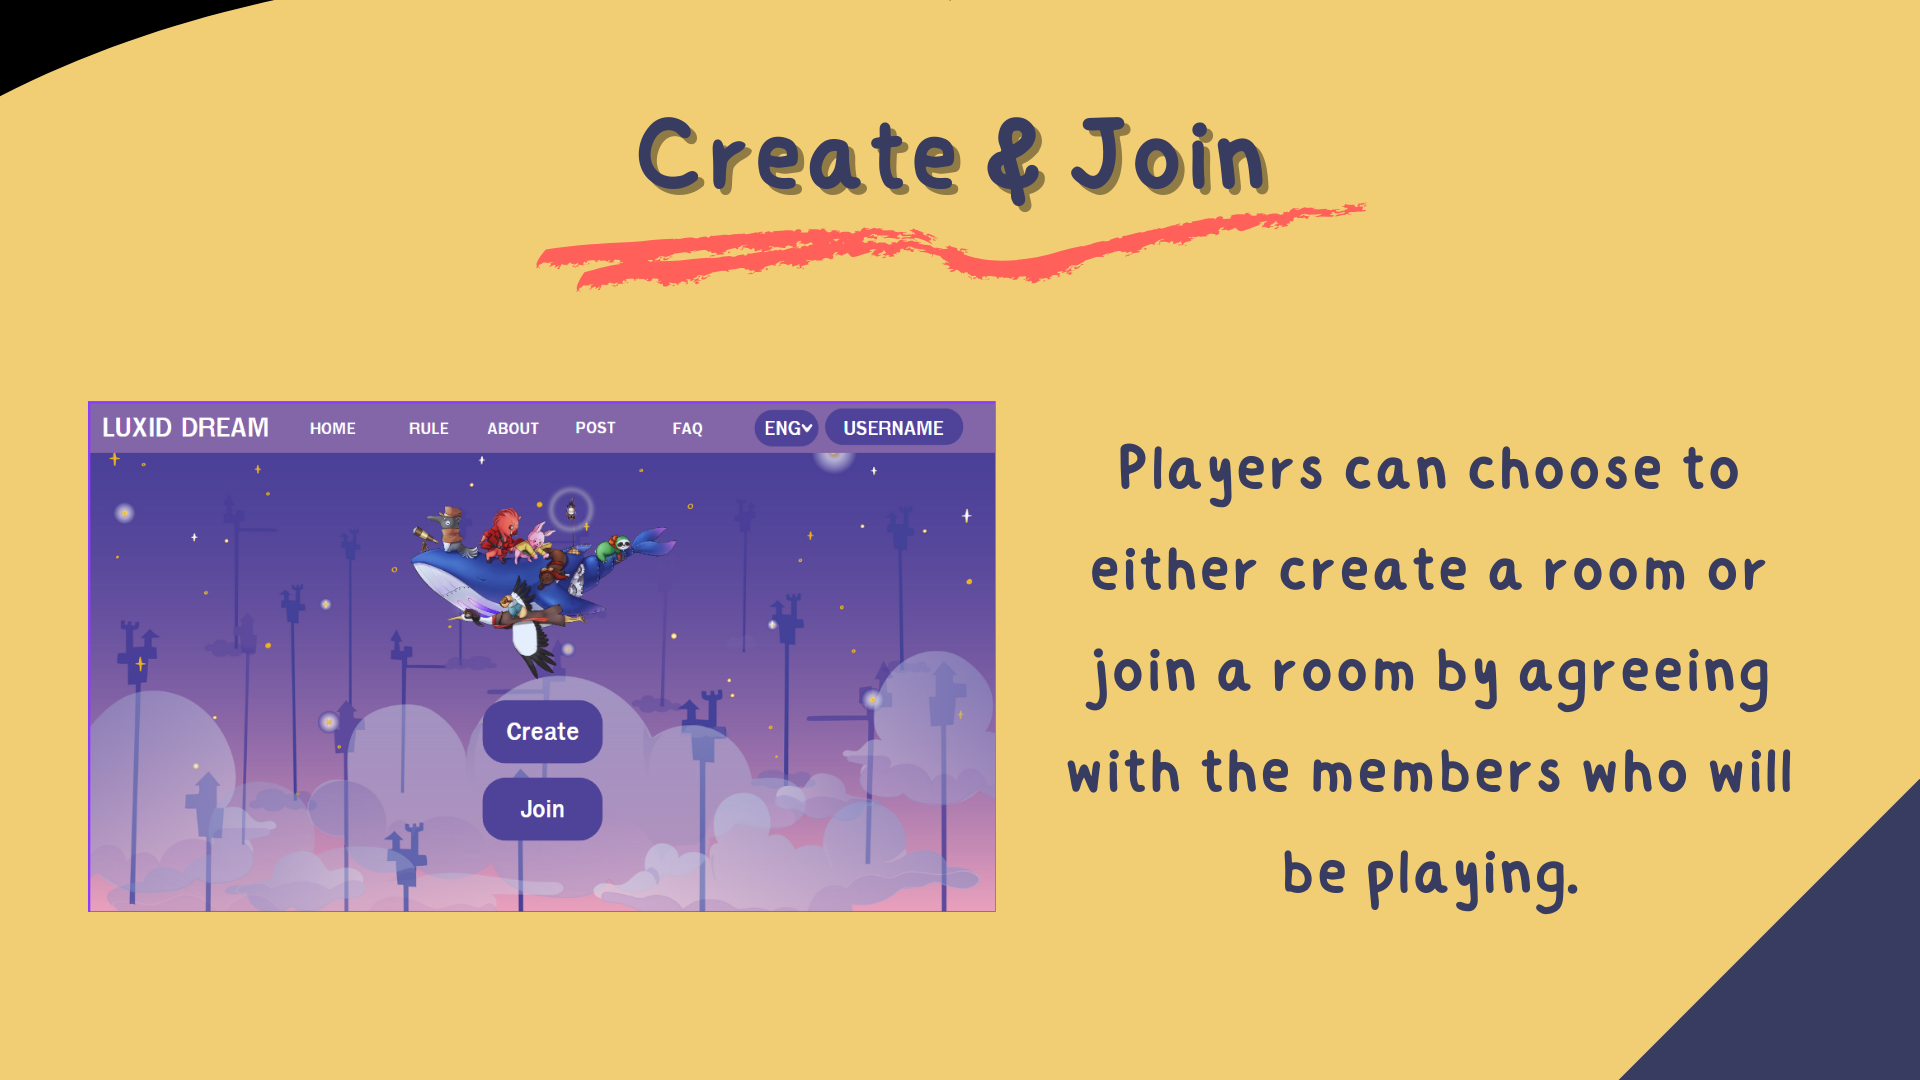 Create & Join
LUXID DREAM HOME RULE ABOUT POST FAQ ENG USERNAME
Create
Join
Players can choose to
either create a room or
join a room by agreeing
with the members who will
be playing.